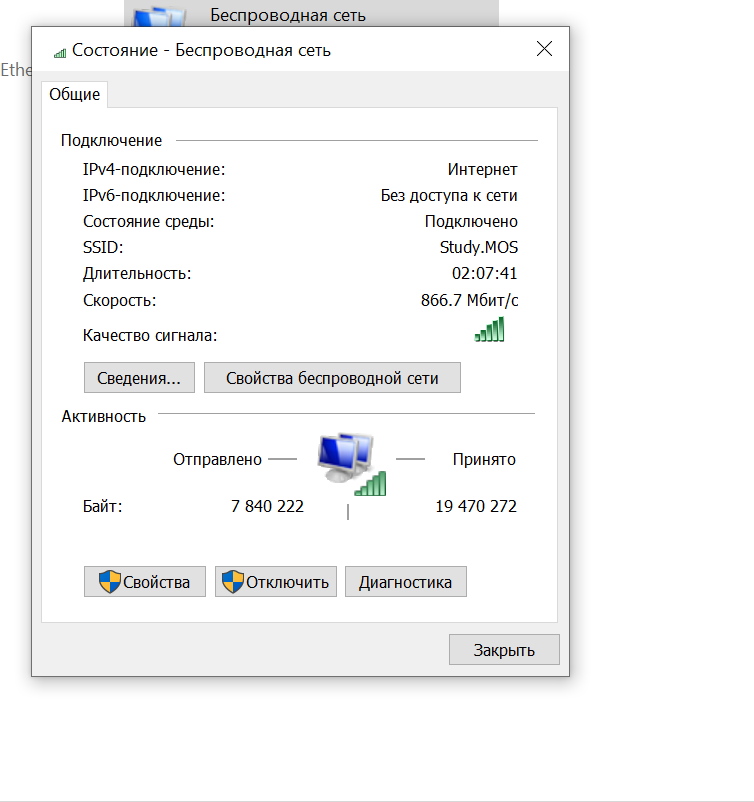 Беспроводная сеть
Состояние - Беспроводная сеть
Ethe
Общие
Подключение
IPv4-подключение: Интернет
IPv6-подключение: Без доступа к сети
Состояние среды: Подключено
SSID: Study.MOS
Длительность: 02:07:41
Скорость: 866.7 Мбит/с
Качество сигнала:
Сведения... Свойства беспроводной сети
Активность
Отправлено Принято
Байт: 7 840 222 19 470 272
Свойства Отключить Диагностика
Закрыть